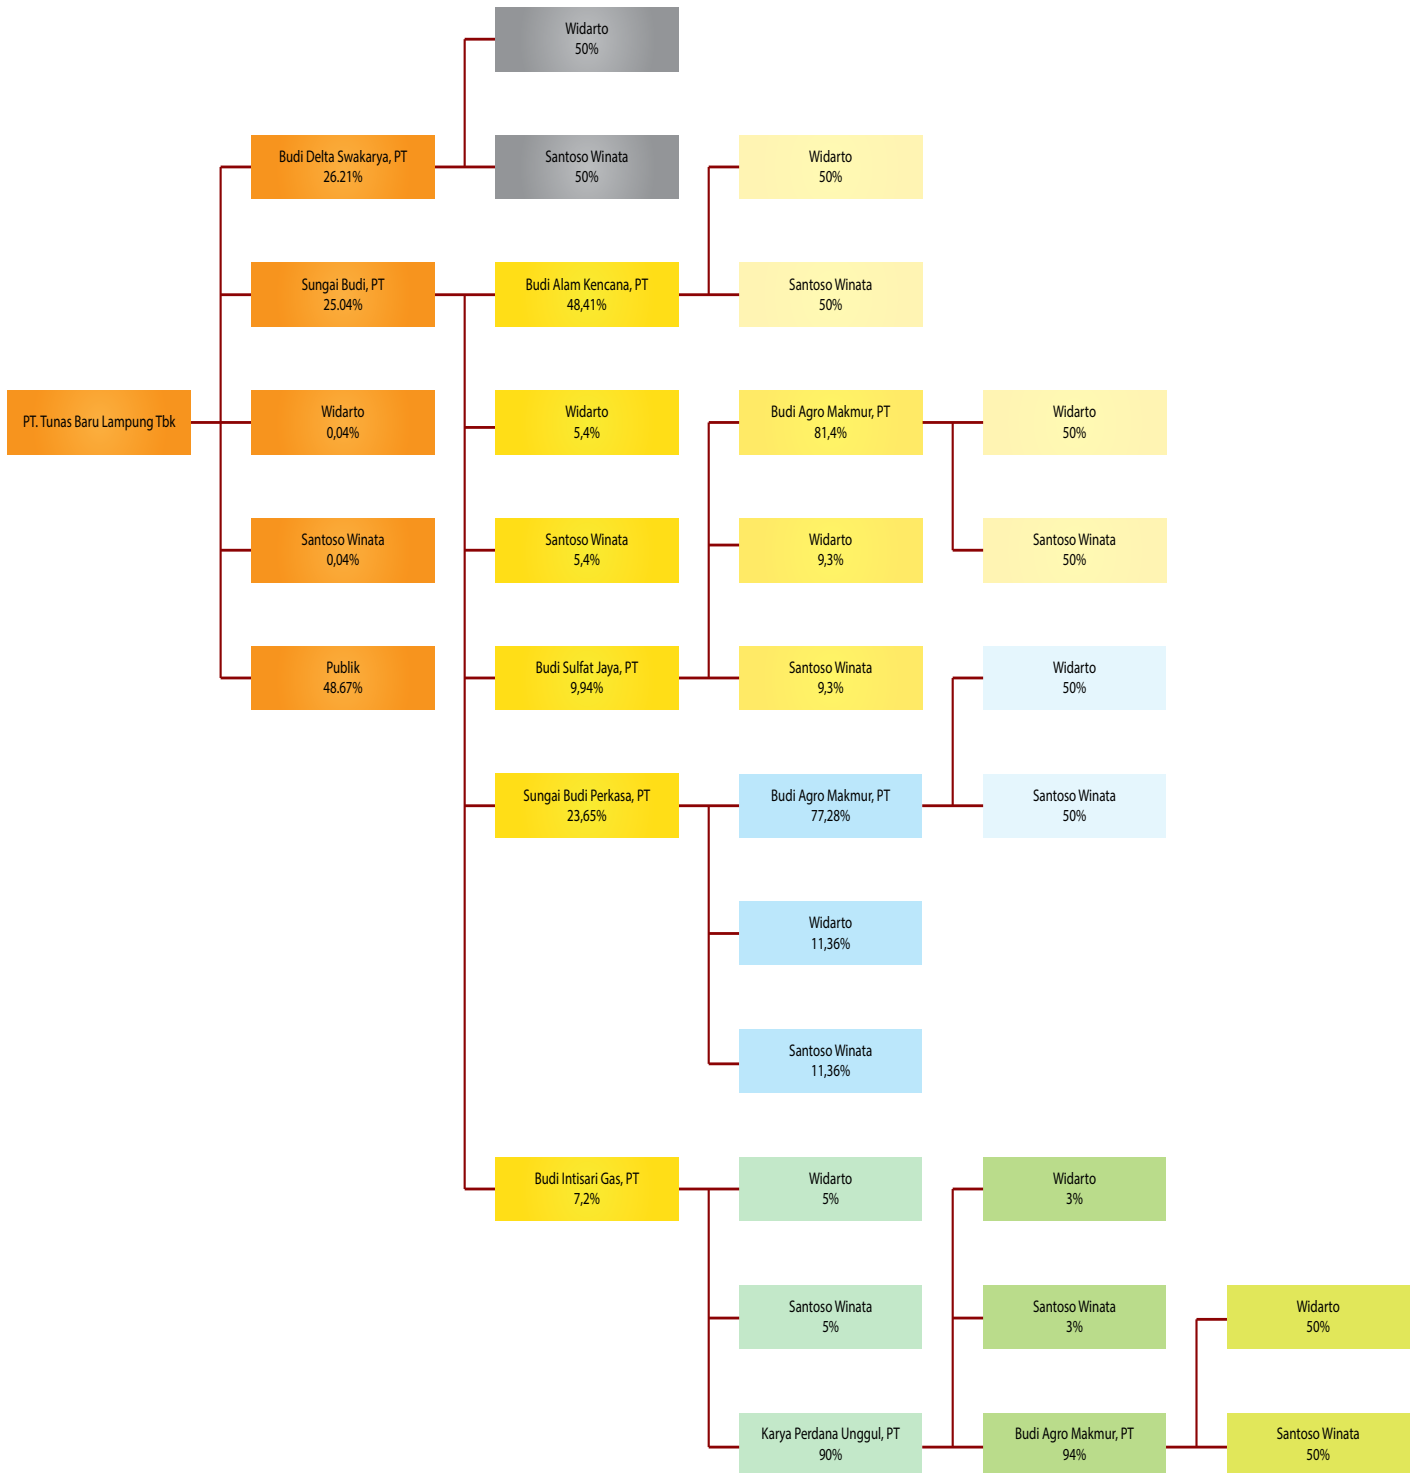 Widarto
50%
Budi Delta Swakarya, PT
26.21%
Santoso Winata
50%
Widarto
50%
Sungai Budi, PT
25.04%
Budi Alam Kencana, PT
48,41%
Santoso Winata
50%
PT. Tunas Baru Lampung Tbk
Widarto
0,04%
Widarto
5,4%
Budi Agro Makmur, PT
81,4%
Widarto
50%
Santoso Winata
0,04%
Santoso Winata
5,4%
Widarto
9,3%
Santoso Winata
50%
Publik
48.67%
Budi Sulfat Jaya, PT
9,94%
Santoso Winata
9,3%
Widarto
50%
Sungai Budi Perkasa, PT
23,65%
Budi Agro Makmur, PT
77,28%
Santoso Winata
50%
Widarto
11,36%
Santoso Winata
11,36%
Budi Intisari Gas, PT
7,2%
Widarto
5%
Widarto
3%
Santoso Winata
5%
Santoso Winata
3%
Widarto
50%
Karya Perdana Unggul, PT
90%
Budi Agro Makmur, PT
94%
Santoso Winata
50%